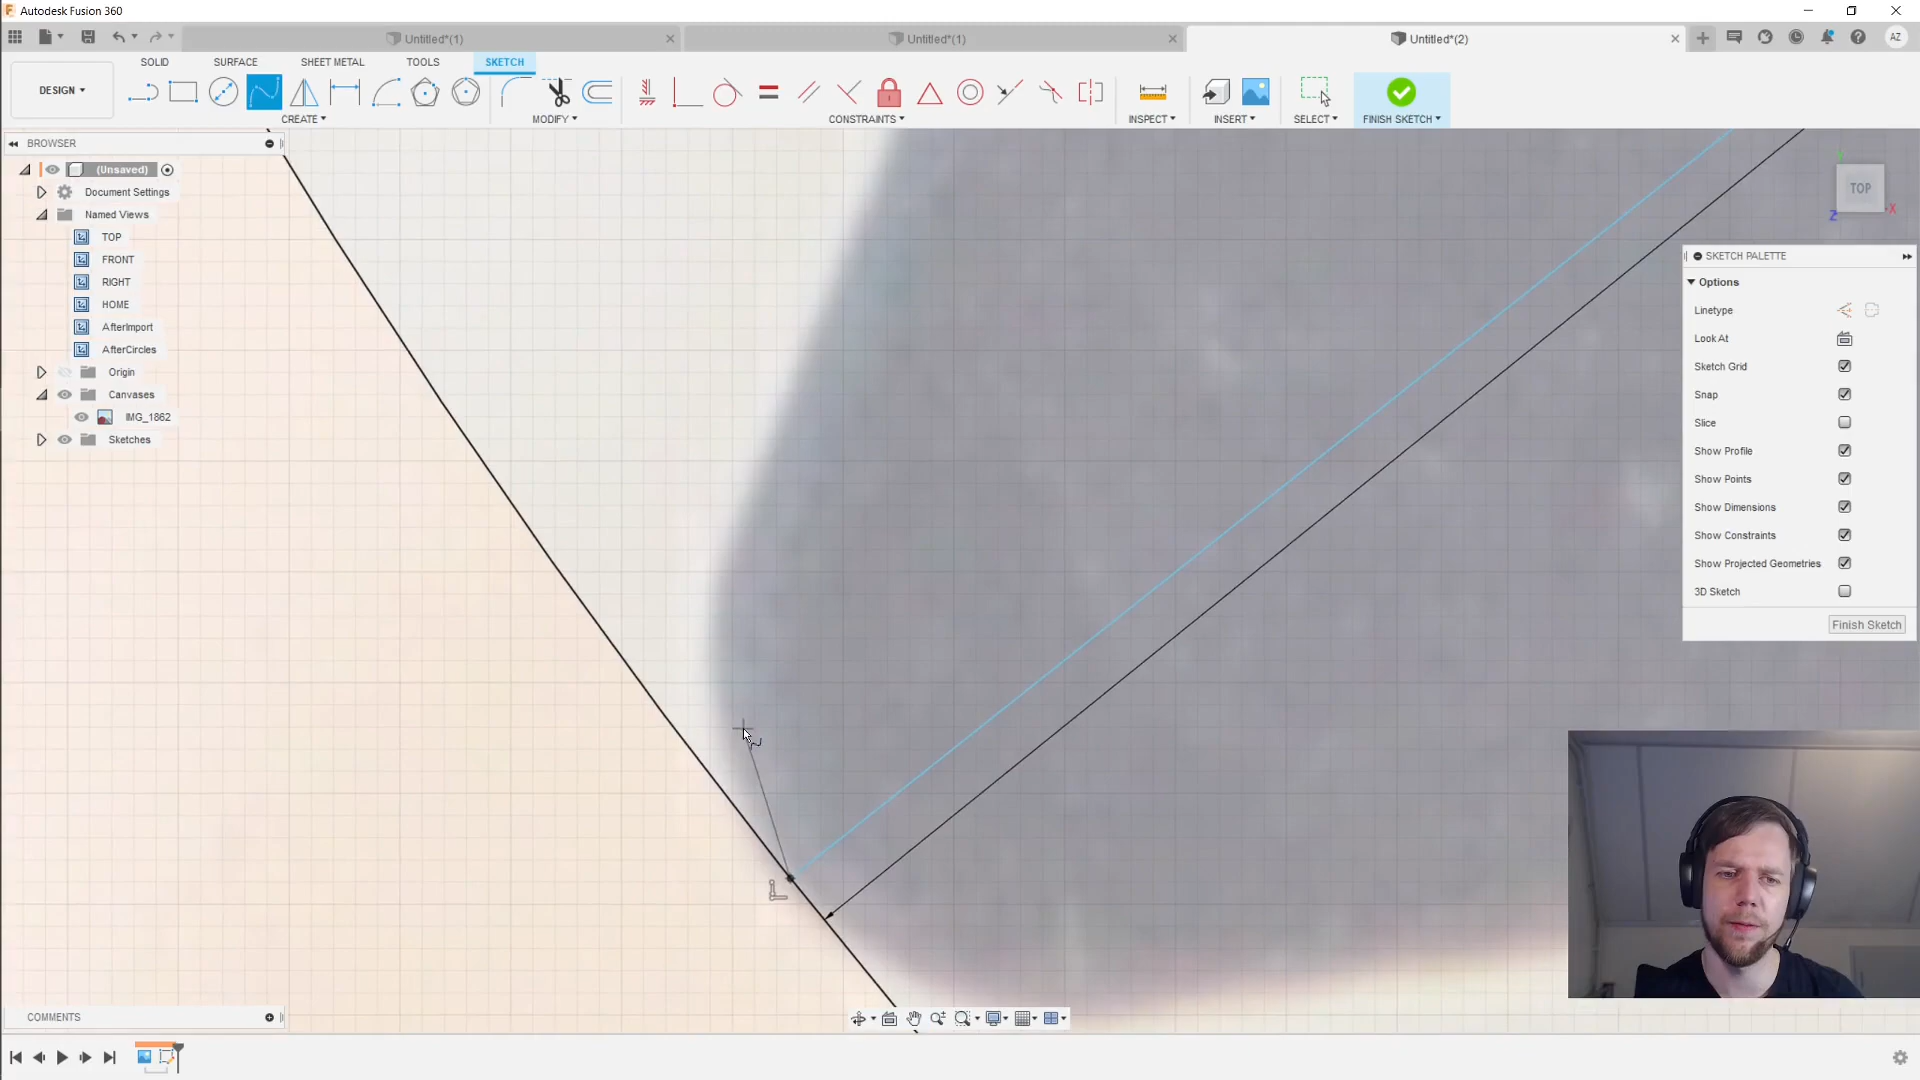 Autodesk Fusion 360
Untitled*(1)
Untitled*(1)
Untitled*(2)
AZ
DESIGN
SOLID
SURFACE
SHEET METAL
TOOLS
SKETCH
CREATE
MODIFY
CONSTRAINTS
INSPECT
INSERT
SELECT
FINISH SKETCH
BROWSER
(Unsaved)
Document Settings
Named Views
TOP
FRONT
RIGHT
HOME
AfterImport
AfterCircles
Origin
Canvases
IMG_1862
Sketches
TOP
Z
X
SKETCH PALETTE
Options
Linetype
Look At
Sketch Grid
Snap
Slice
Show Profile
Show Points
Show Dimensions
Show Constraints
Show Projected Geometries
3D Sketch
Finish Sketch
COMMENTS